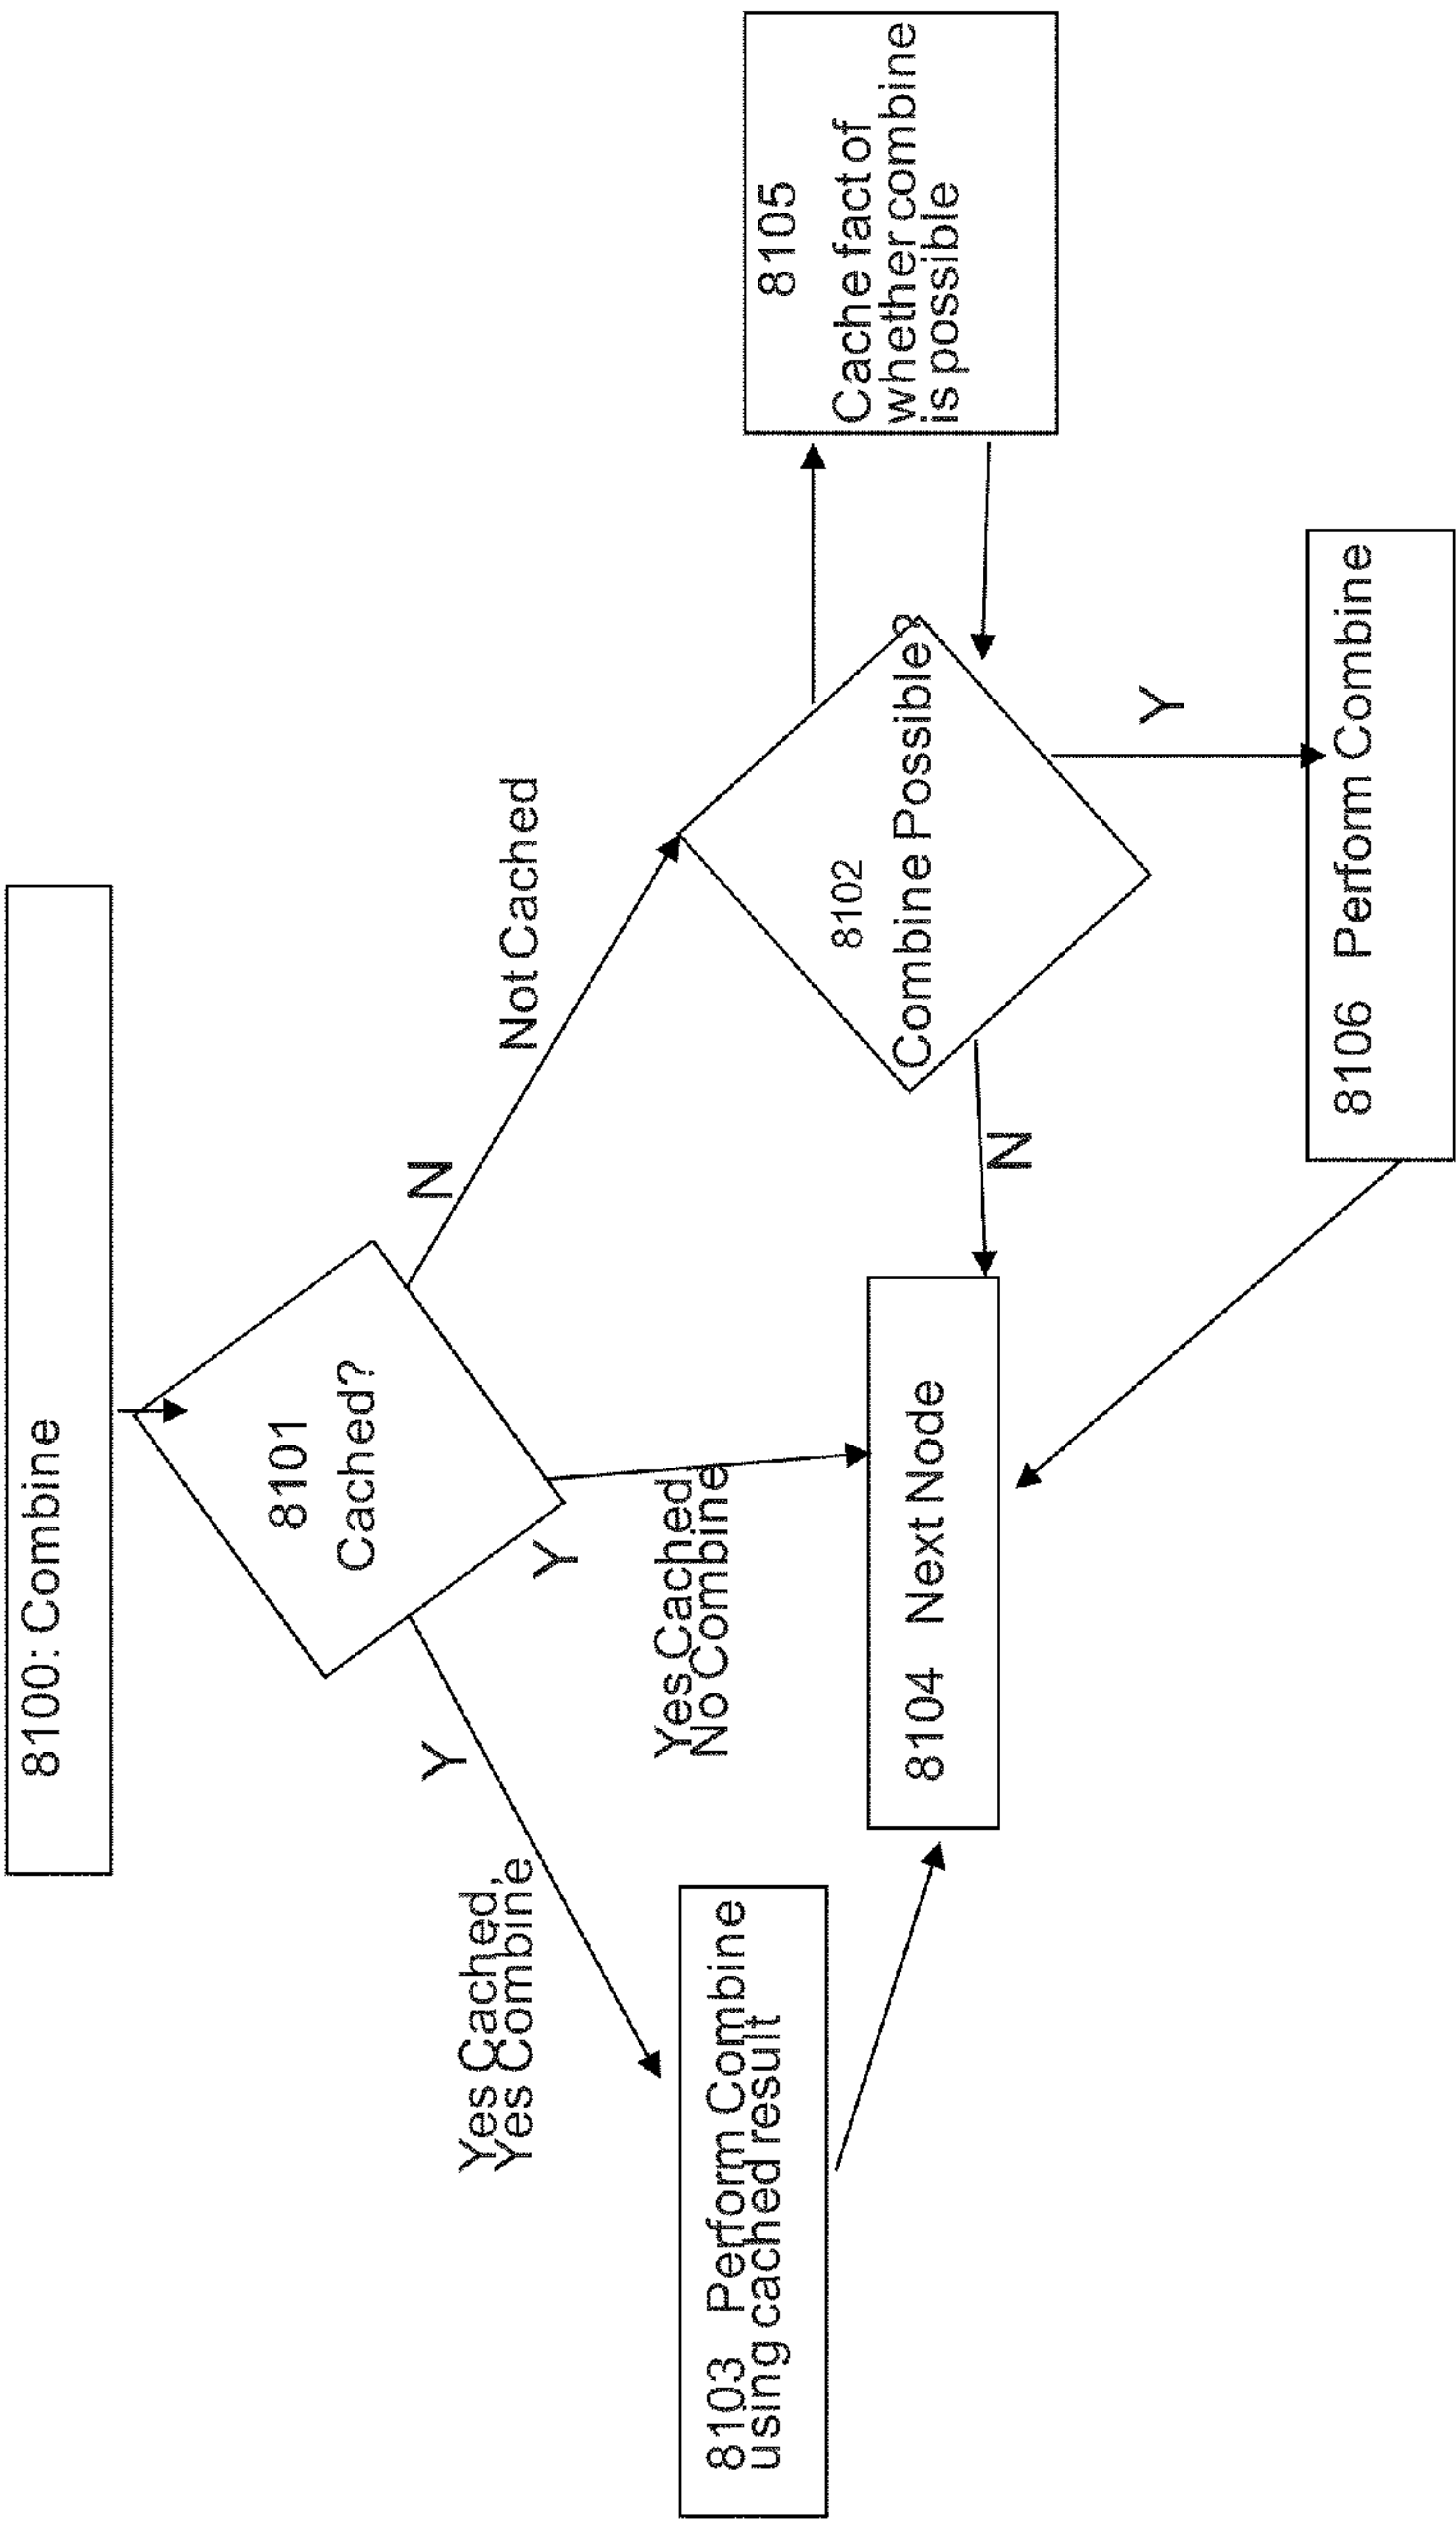 8100: Combine
8101
Cached?
Y
Yes Cached,
Yes Combine
Y
Yes Cached
No Combine
N
Not Cached
8103 Perform Combine
using cached result
8104 Next Node
8102
Combine Possible ?
N
Y
8105
Cache fact of
whether combine
is possible
8106 Perform Combine